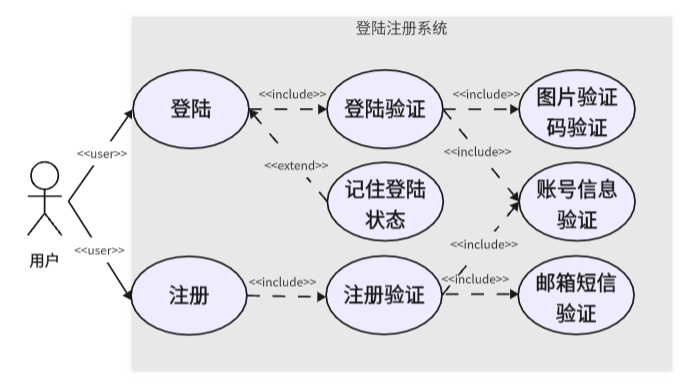 登陆注册系统
登陆
<<include>>
登陆验证
<<include>>
图片验证
码验证
<<user>>
<<extend>>
<<include>>
记住登陆
状态
账号信息
验证
用户
<<user>>
<<include>>
注册
<<include>>
注册验证
<<include>>
邮箱短信
验证